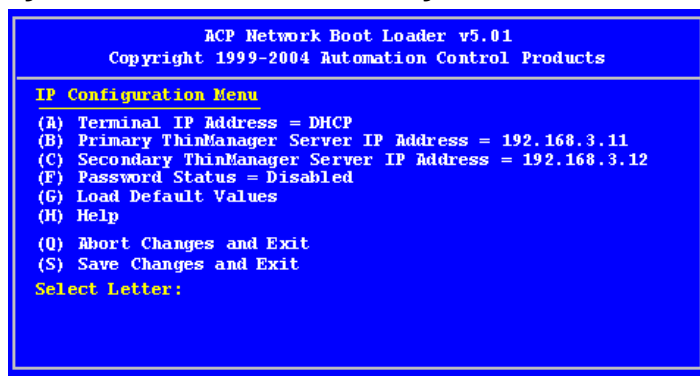 ACP Network Boot Loader v5.01
Copyright 1999-2004 Automation Control Products
IP Configuration Menu
(A) Terminal IP Address = DHCP
(B) Primary ThinManager Server IP Address = 192.168.3.11
(C) Secondary ThinManager Server IP Address = 192.168.3.12
(F) Password Status = Disabled
(G) Load Default Values
(H) Help
(Q) Abort Changes and Exit
(S) Save Changes and Exit
Select Letter: